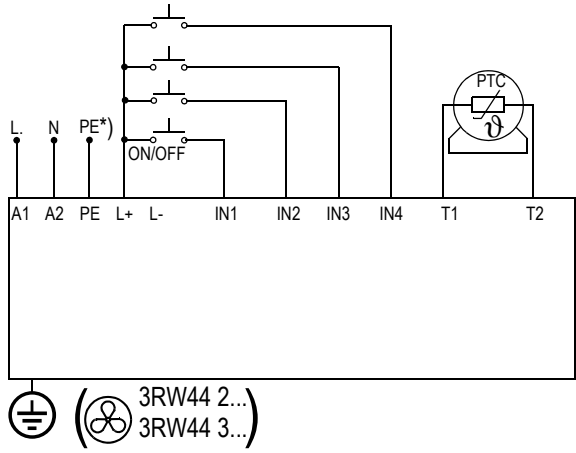 PTC
ϑ
L. N PE*)
ON/OFF
A1 A2 PE L+ L- IN1 IN2 IN3 IN4 T1 T2
3RW44 2...
3RW44 3...